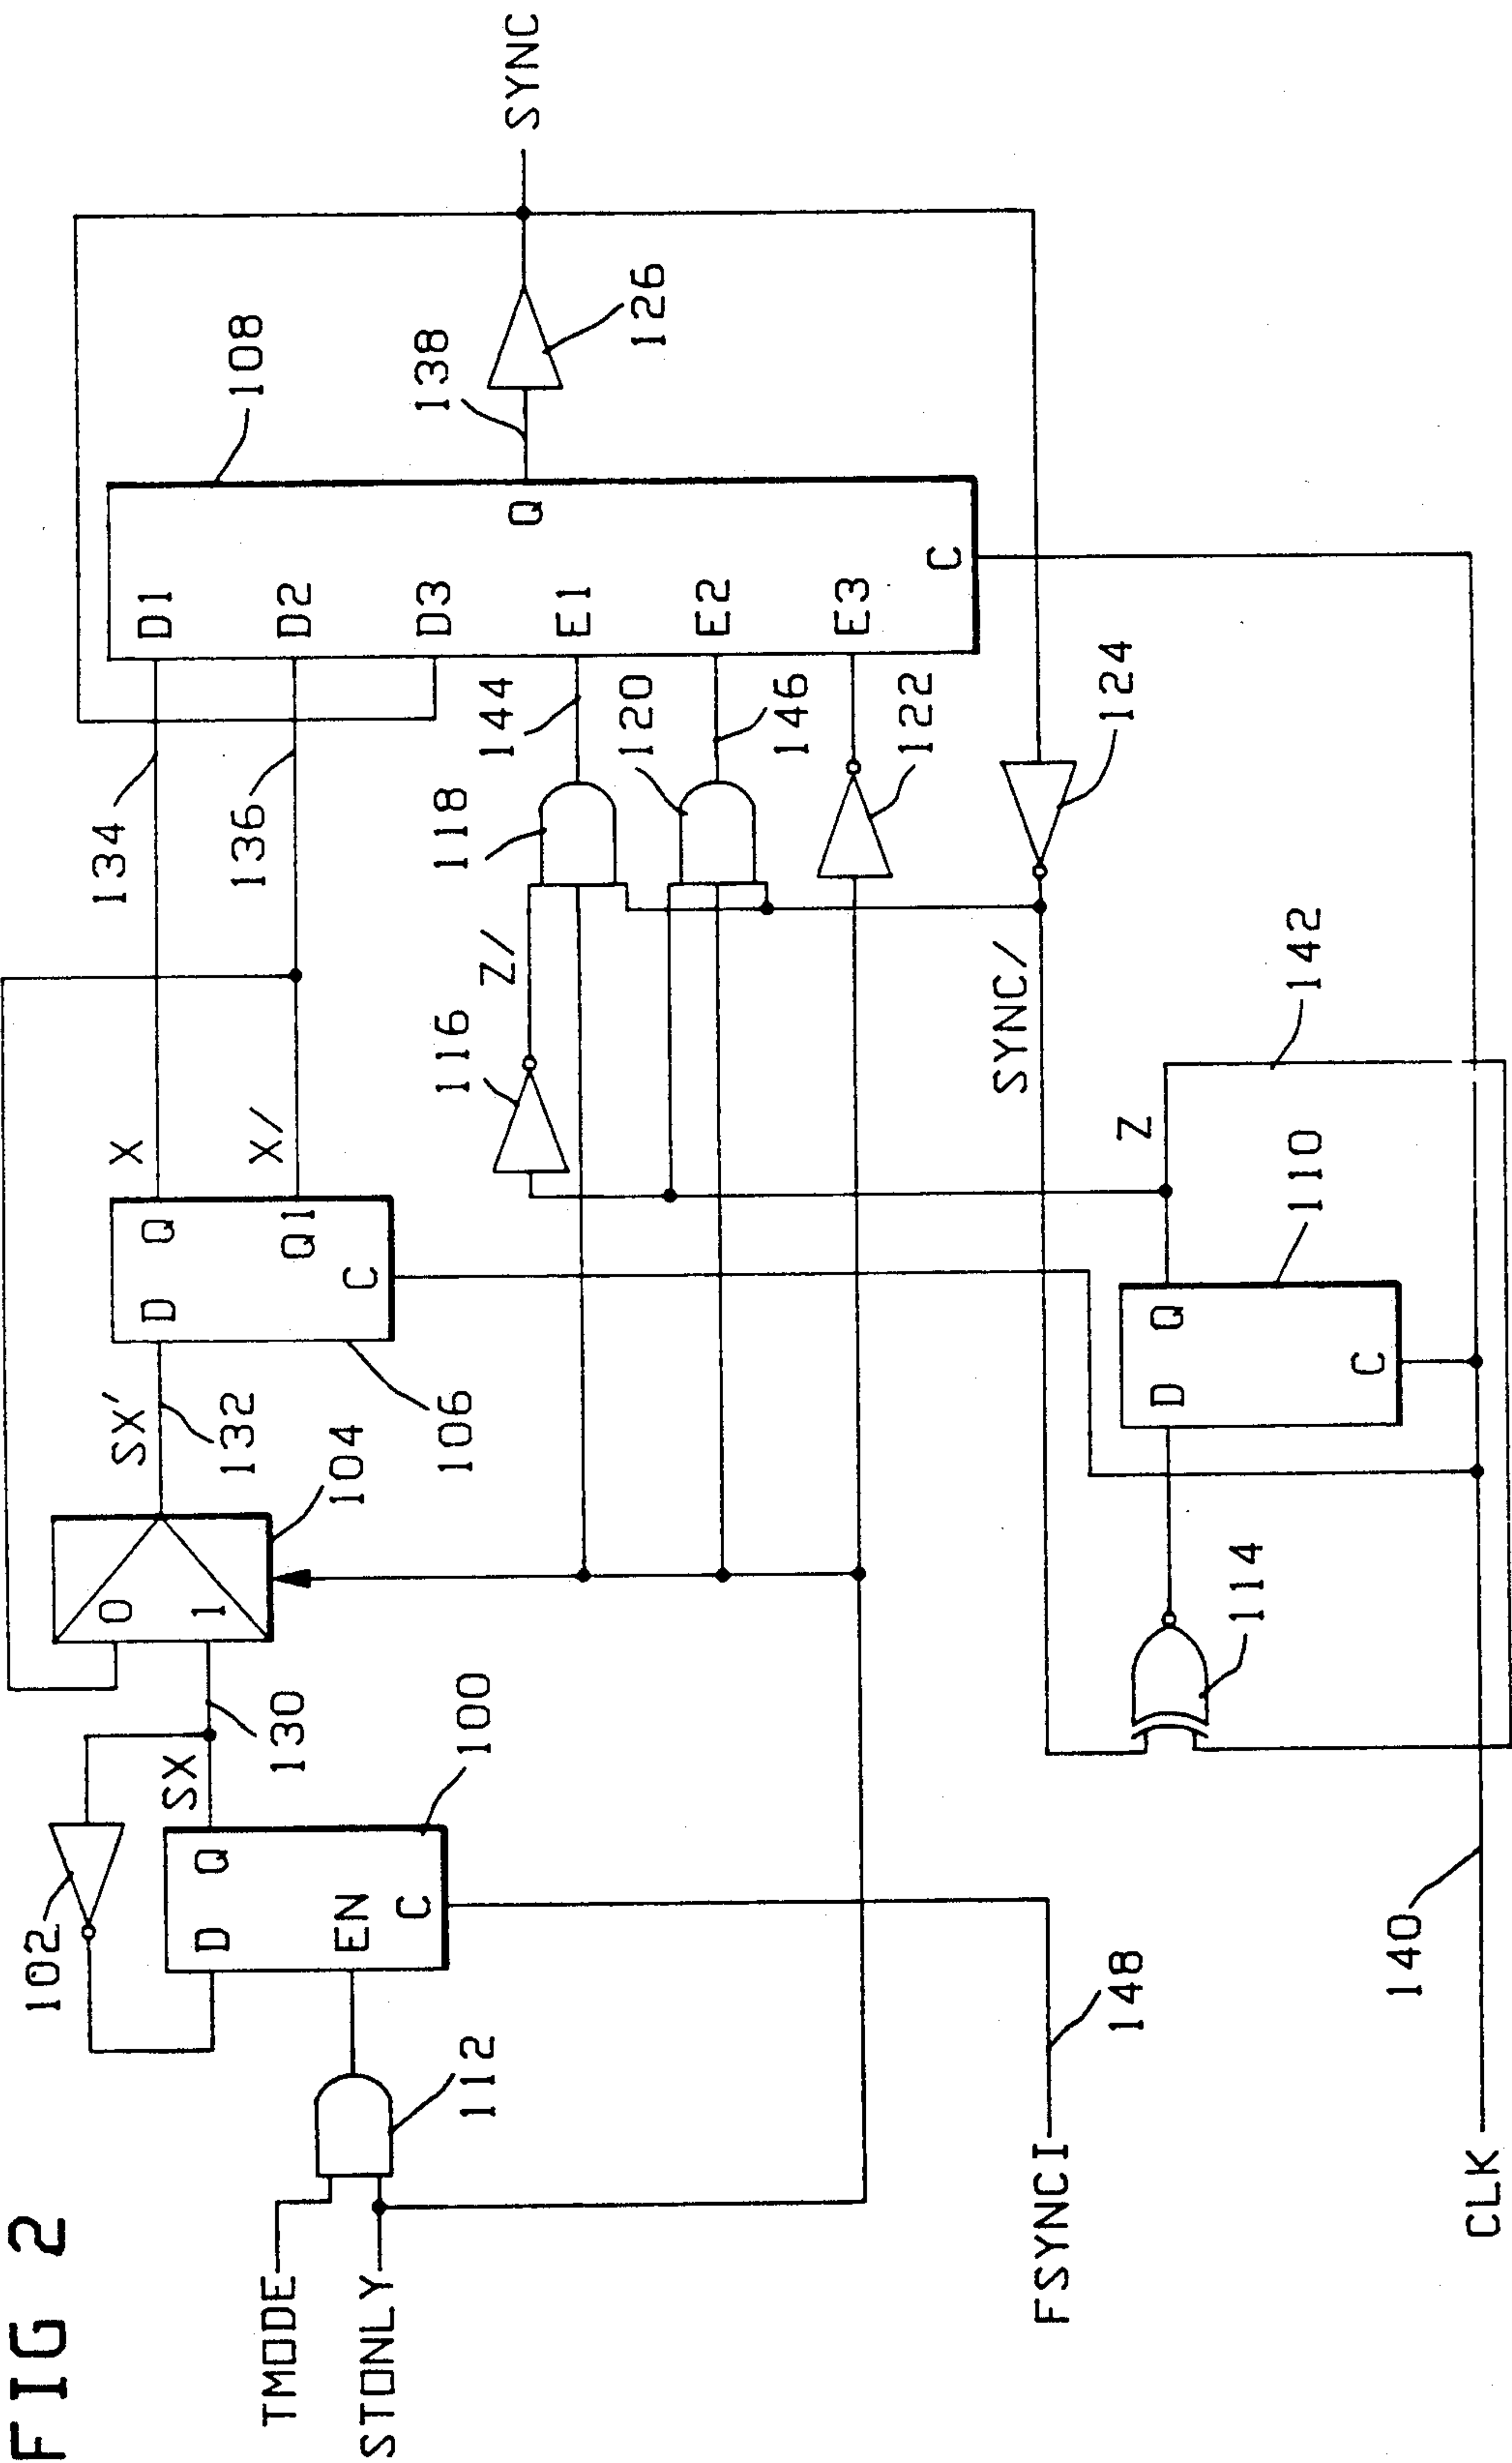 FIG 2
TMODE
STONLY
FSYNCI
148
CLK
140
112
102
D
Q
EN
C
100
SX
130
0
1
104
SX'
132
D
Q
Q1
C
106
X
X/
134
136
116
Z/
118
144
120
146
122
D1
D2
D3
E1
E2
E3
Q
C
108
138
126
SYNC
124
SYNC/
114
D
Q
C
110
Z
142